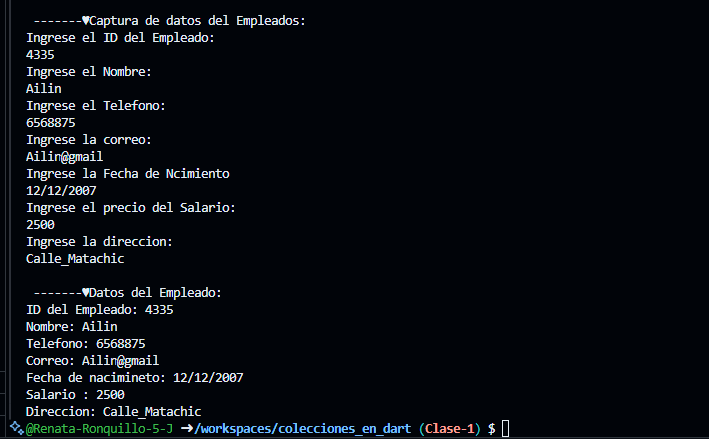 -------♥Captura de datos del Empleados:
Ingrese el ID del Empleado:
4335
Ingrese el Nombre:
Ailin
Ingrese el Telefono:
6568875
Ingrese la correo:
Ailin@gmail
Ingrese la Fecha de Ncimiento
12/12/2007
Ingrese el precio del Salario:
2500
Ingrese la direccion:
Calle_Matachic
-------♥Datos del Empleado:
ID del Empleado: 4335
Nombre: Ailin
Telefono: 6568875
Correo: Ailin@gmail
Fecha de nacimineto: 12/12/2007
Salario : 2500
Direccion: Calle_Matachic
@Renata-Ronquillo-5-J ➜/workspaces/colecciones_en_dart (Clase-1) $